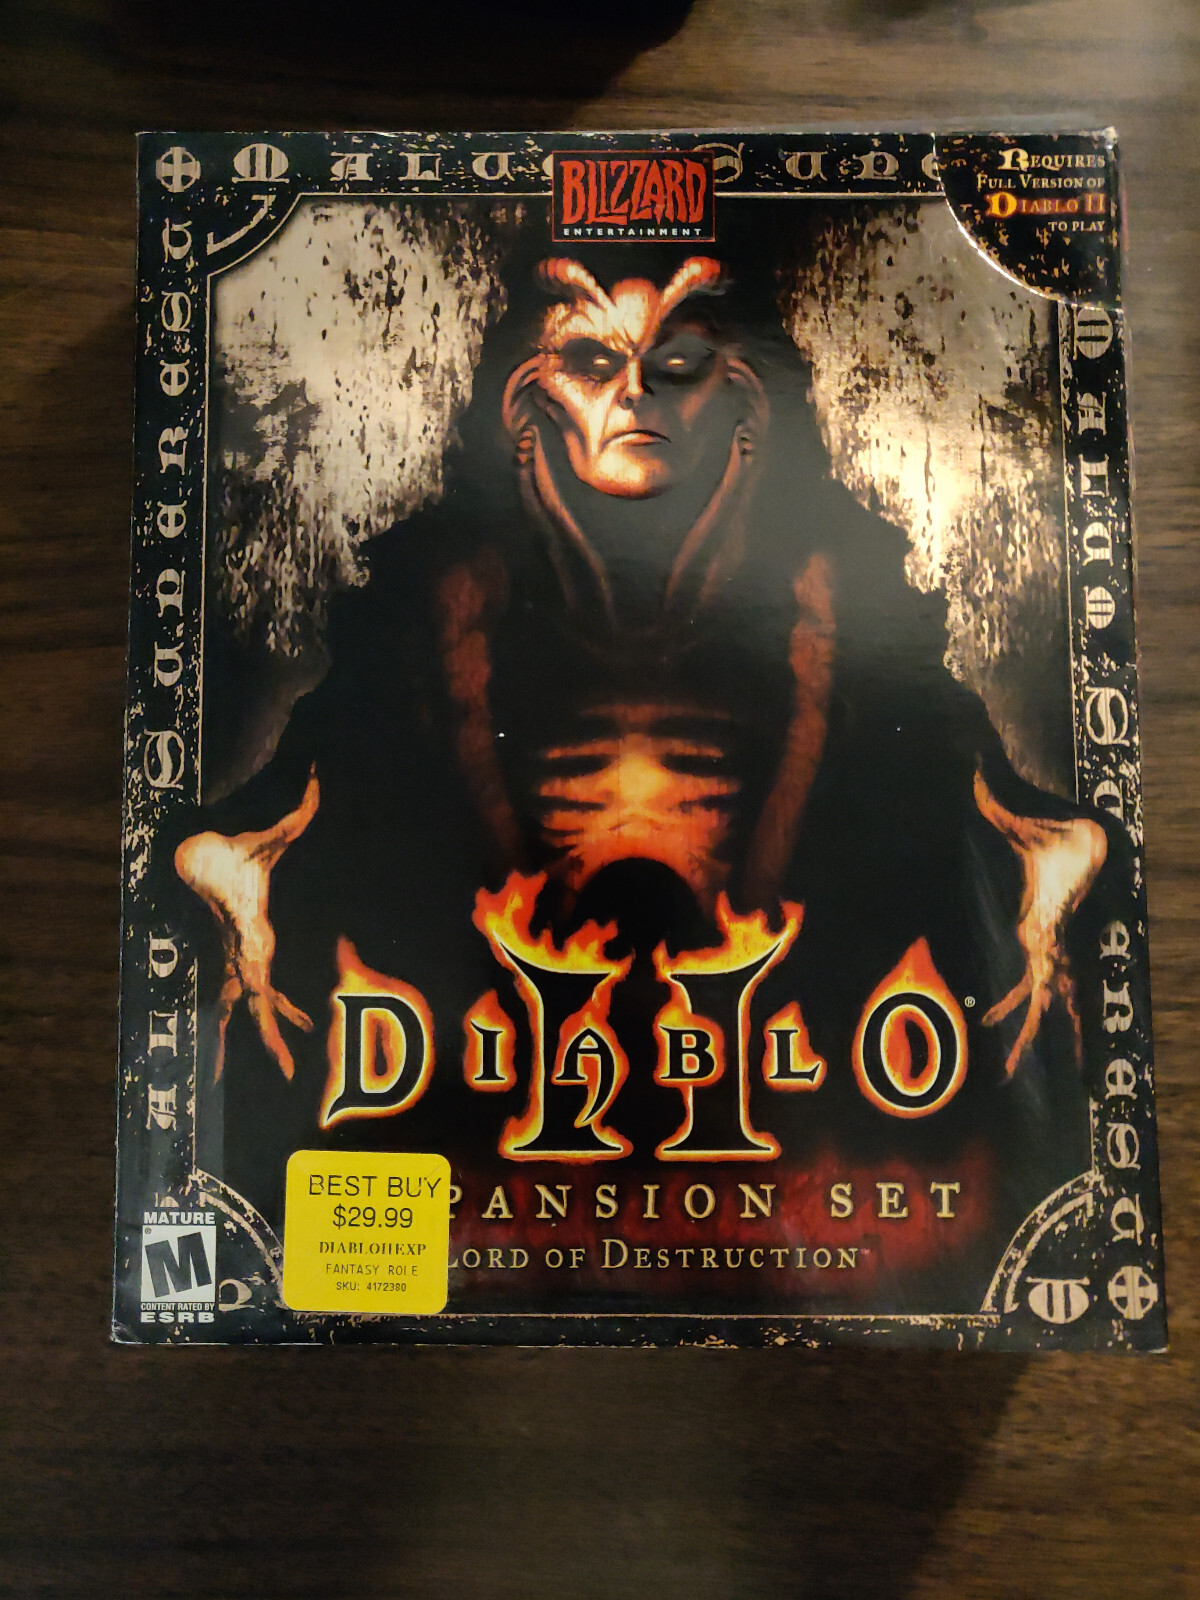 BLIZZARD
ENTERTAINMENT
REQUIRES
FULL VERSION OF
DIABLO II
TO PLAY
DIABLO
II
®
PANSION SET
LORD OF DESTRUCTION™
BEST BUY
$29.99
DIABLOIIEXP
FANTASY ROLE
SKU: 4172380
MATURE
M
®
CONTENT RATED BY
ESRB